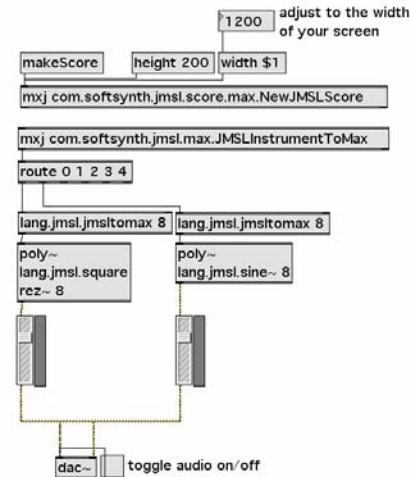 1200
adjust to the width
of your screen
makeScore
height 200
width $1
mxj com.softsynth.jmsl.score.max.NewJMSLScore
mxj com.softsynth.jmsl.max.JMSLInstrumentToMax
route 0 1 2 3 4
lang.jmsl.jmsltomax 8
lang.jmsl.jmsltomax 8
poly~
lang.jmsl.square
rez~ 8
poly~
lang.jmsl.sine~ 8
dac~
toggle audio on/off